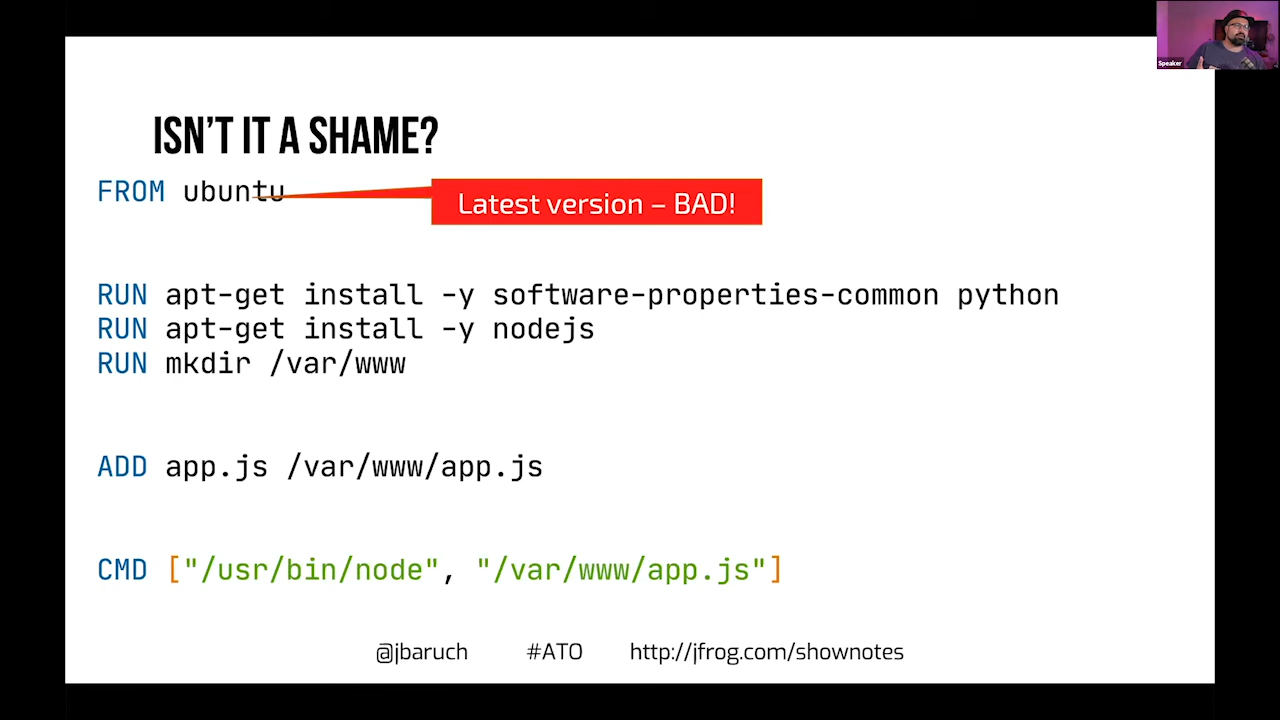 Speaker
ISN'T IT A SHAME?
FROM ubuntu
Latest version – BAD!
RUN apt-get install -y software-properties-common python
RUN apt-get install -y nodejs
RUN mkdir /var/www
ADD app.js /var/www/app.js
CMD ["/usr/bin/node", "/var/www/app.js"]
@jbaruch #ATO http://jfrog.com/shownotes